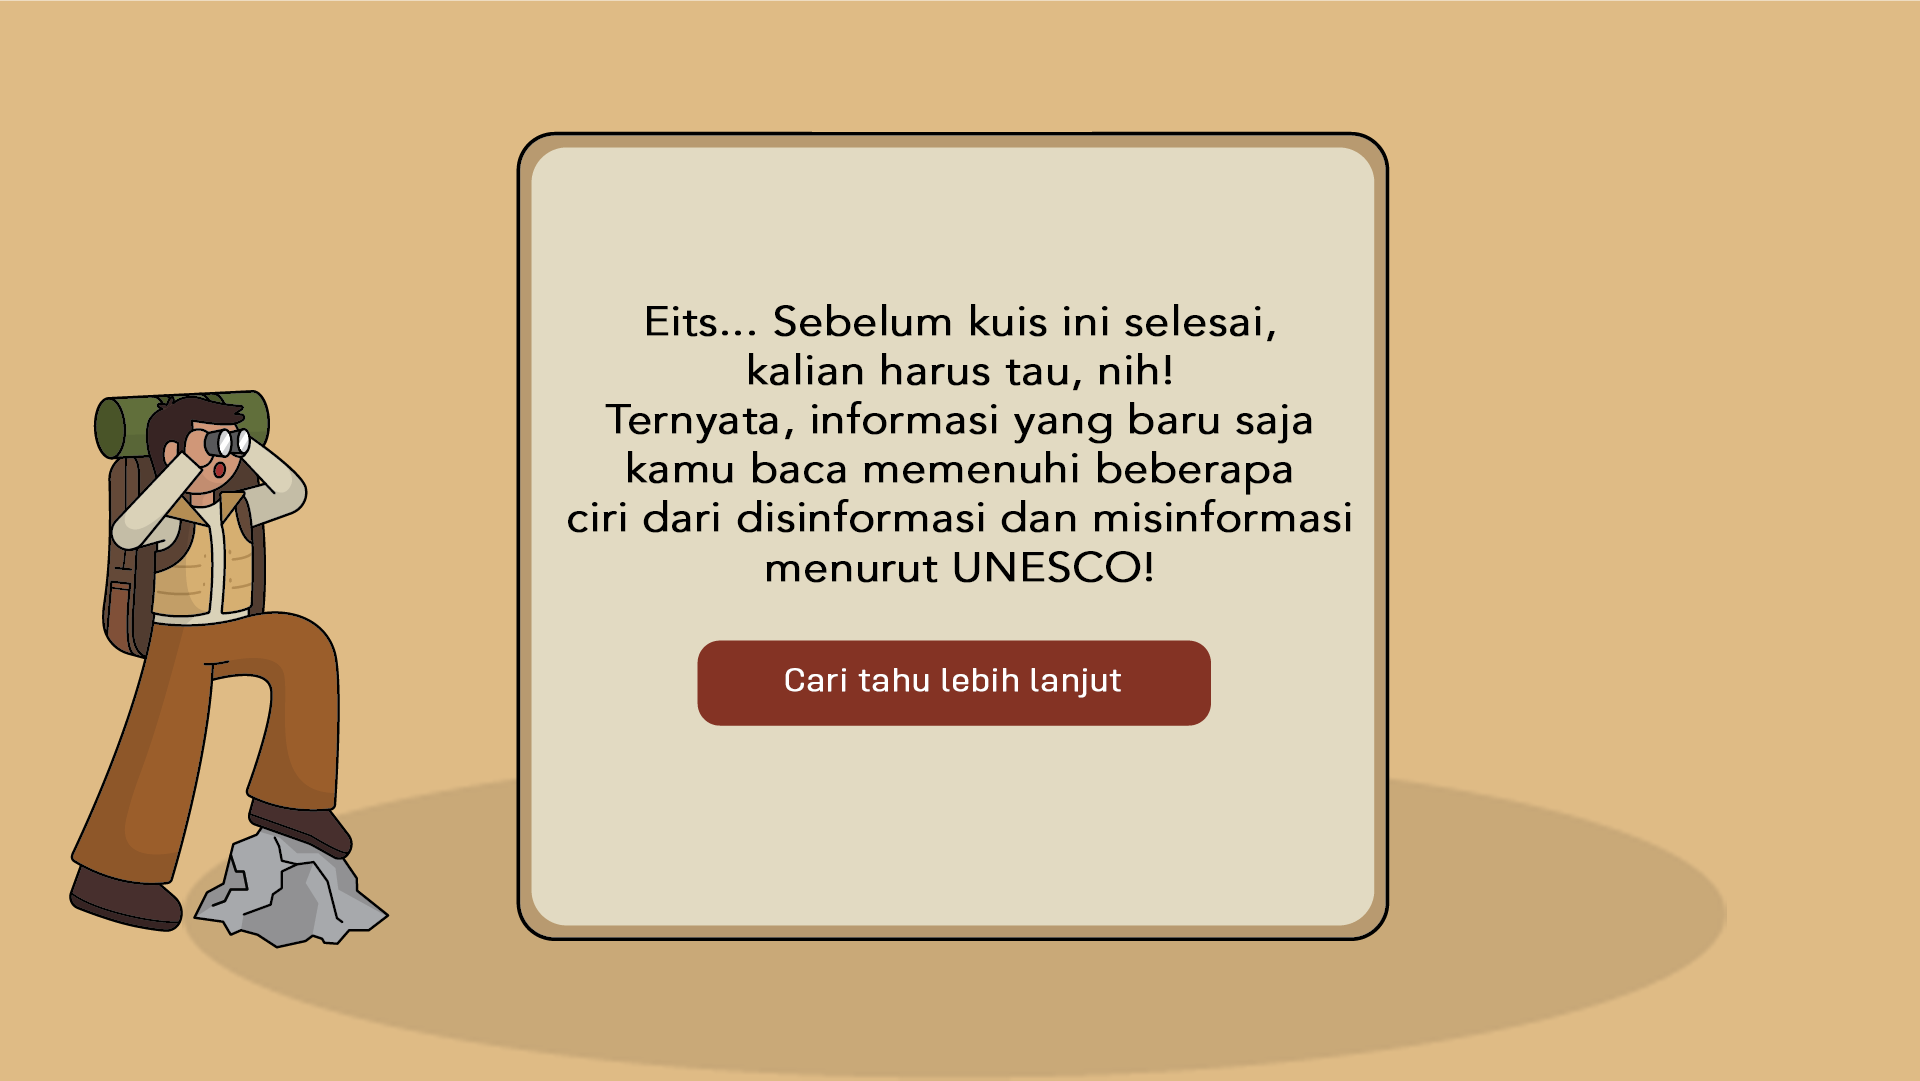 Eits... Sebelum kuis ini selesai,
kalian harus tau, nih!
Ternyata, informasi yang baru saja
kamu baca memenuhi beberapa
ciri dari disinformasi dan misinformasi
menurut UNESCO!
Cari tahu lebih lanjut